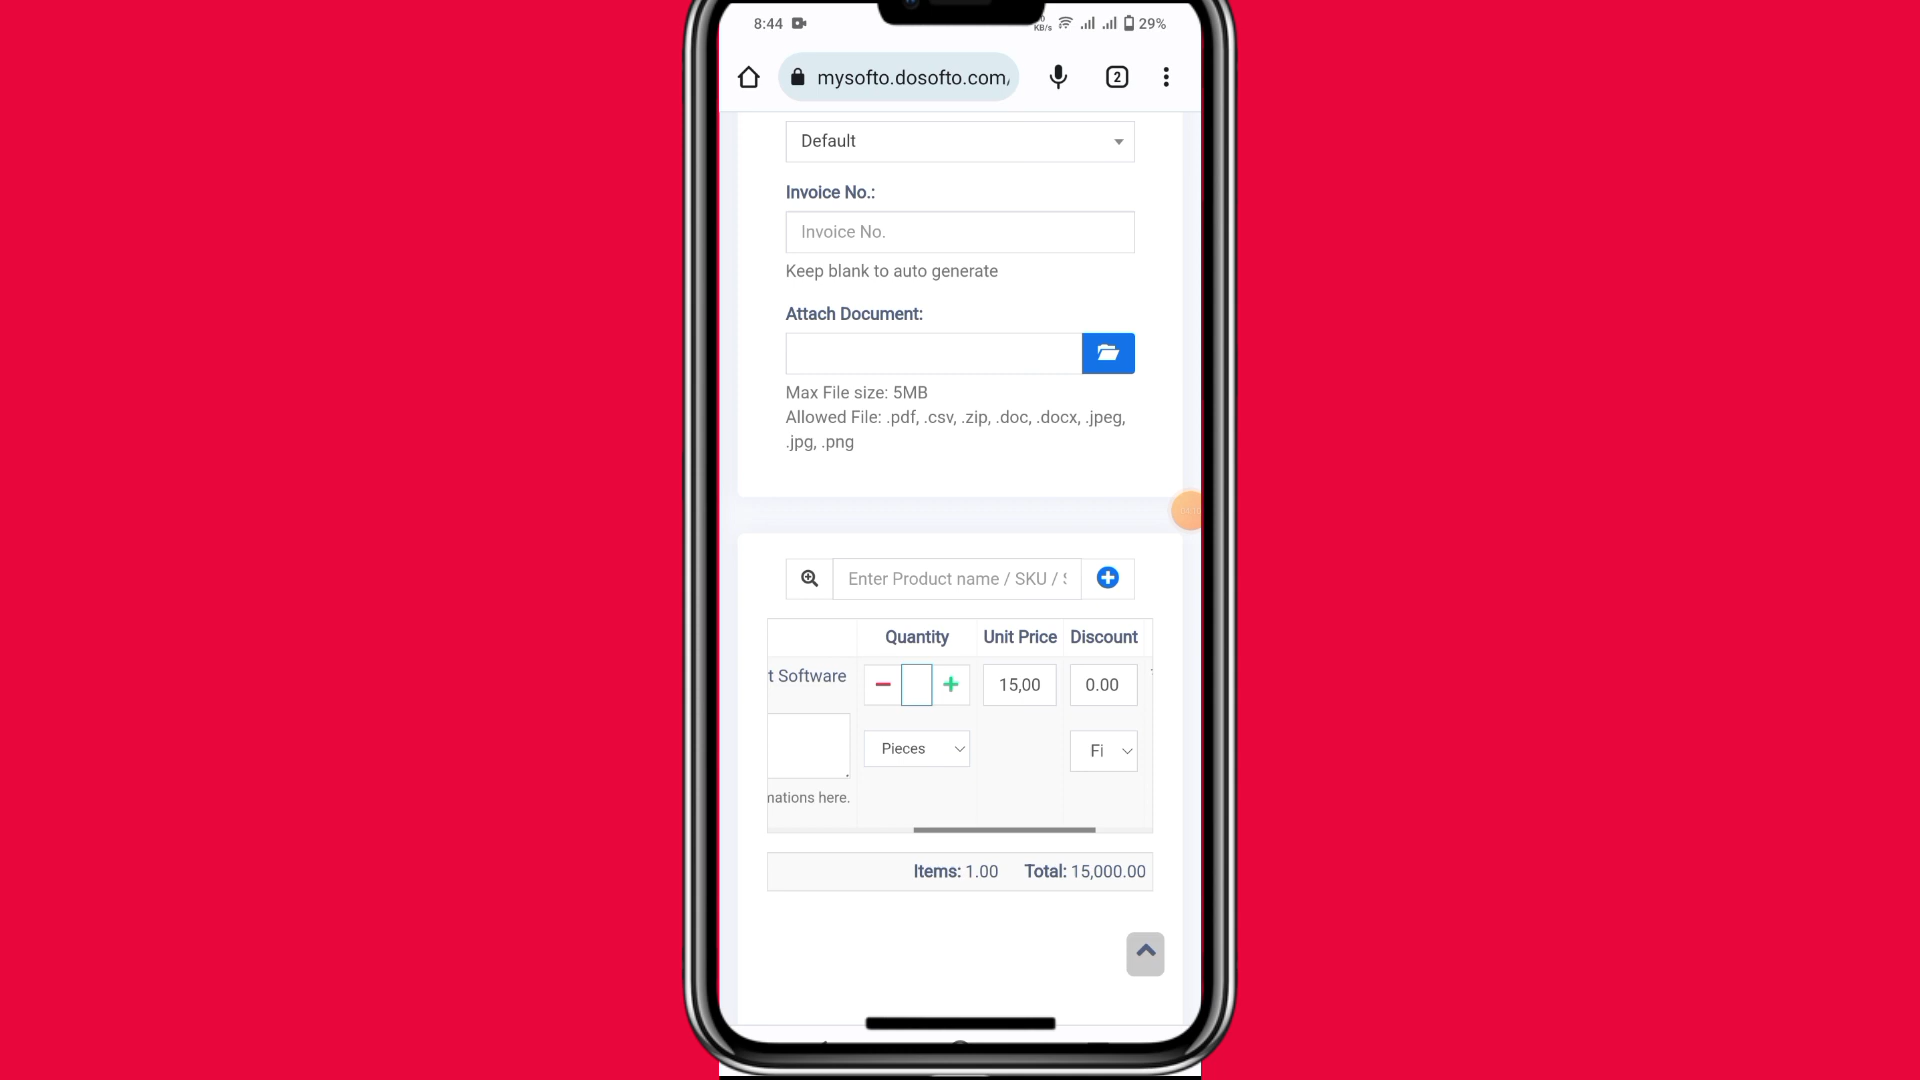 8:44 KB/s 29%
mysofto.dosofto.com/ 2
Default
Invoice No.:
Invoice No.
Keep blank to auto generate
Attach Document:
Max File size: 5MB
Allowed File: .pdf, .csv, .zip, .doc, .docx, .jpeg,
.jpg, .png
Enter Product name / SKU /
Quantity Unit Price Discount
t Software 15,00 0.00
Pieces Fi
mations here.
Items: 1.00 Total: 15,000.00